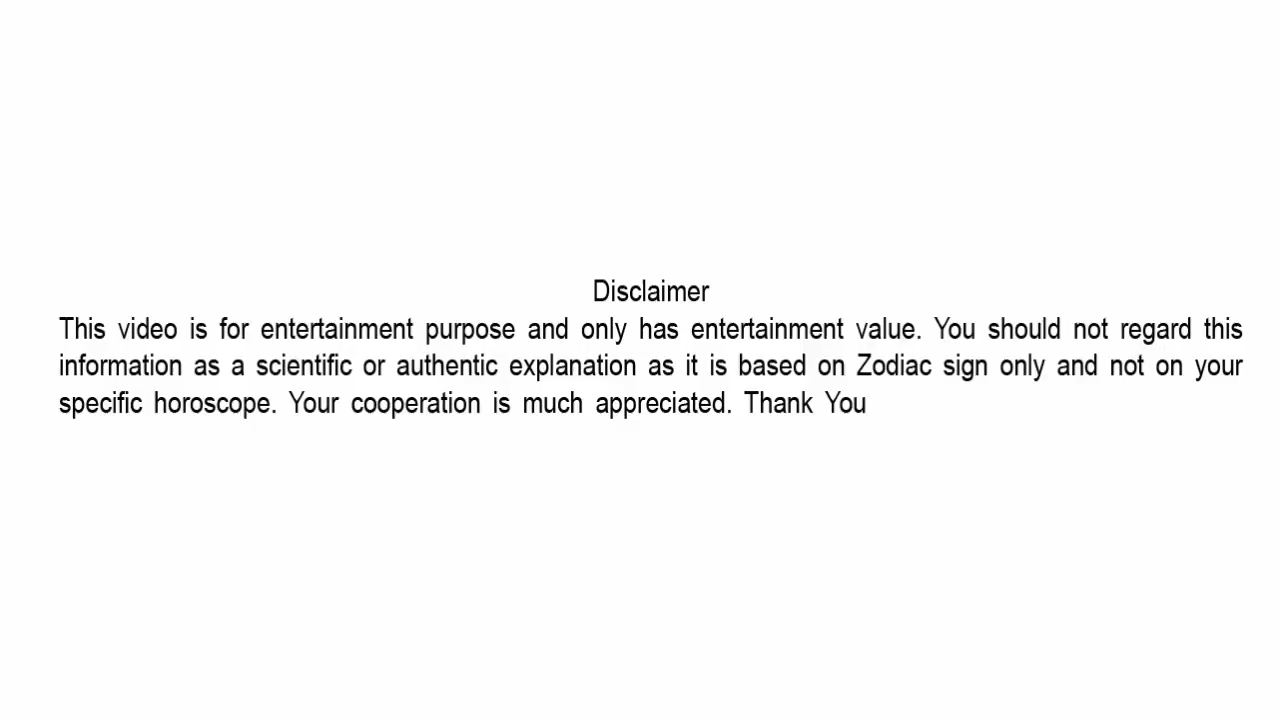 Disclaimer
This video is for entertainment purpose and only has entertainment value. You should not regard this
information as a scientific or authentic explanation as it is based on Zodiac sign only and not on your
specific horoscope. Your cooperation is much appreciated. Thank You